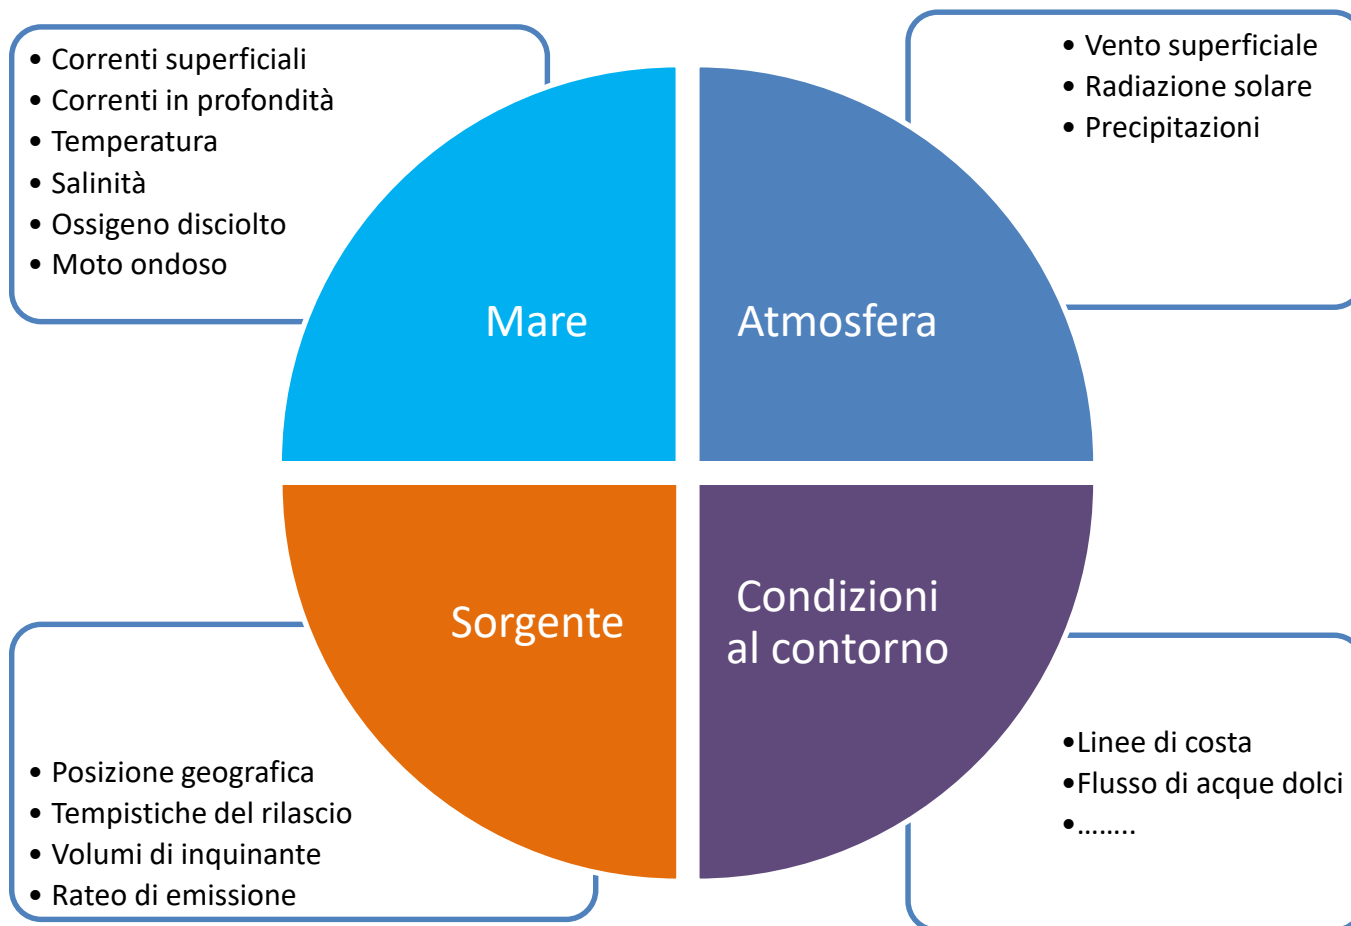 • Correnti superficiali
• Correnti in profondità
• Temperatura
• Salinità
• Ossigeno disciolto
• Moto ondoso
• Vento superficiale
• Radiazione solare
• Precipitazioni
Mare
Atmosfera
Sorgente
Condizioni
al contorno
• Posizione geografica
• Tempistiche del rilascio
• Volumi di inquinante
• Rateo di emissione
•Linee di costa
•Flusso di acque dolci
•……..